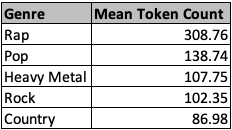 Genre Mean Token Count
Rap 308.76
Pop 138.74
Heavy Metal 107.75
Rock 102.35
Country 86.98